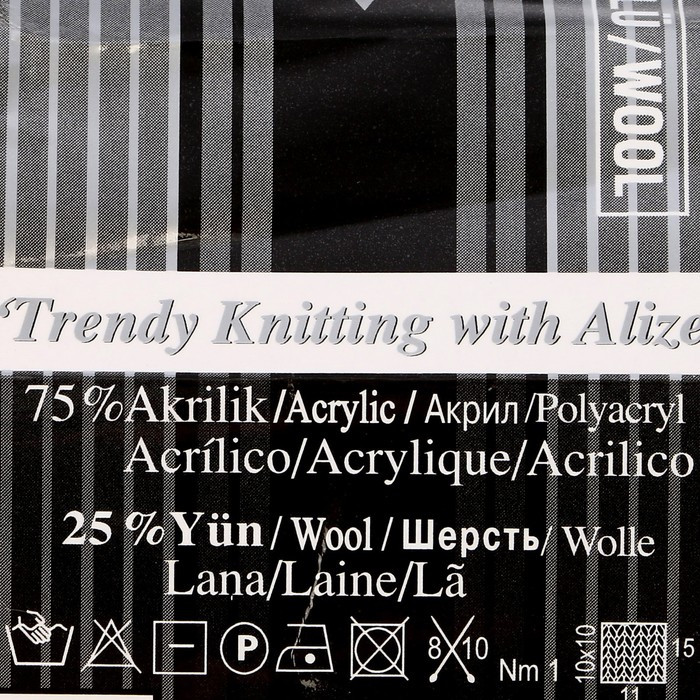 LÜ / WOOL
‘Trendy Knitting with Alize
75% Akrilik /Acrylic / Акрил /Polyacryl
Acrílico/Acrylique/Acrilico
25 % Yün / Wool / Шерсть/ Wolle
Lana/Laine/Lã
P 8 10 Nm 1 10x10 15
11